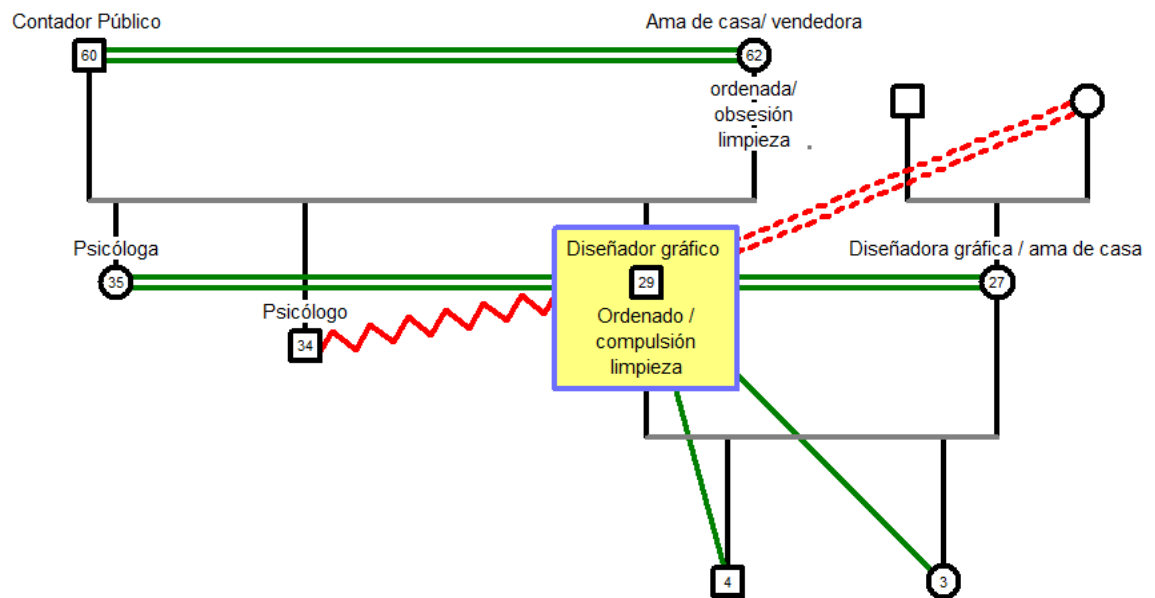 Contador Público
Ama de casa/ vendedora
60
62
ordenada/
obsesión
limpieza
Psicóloga
Diseñador gráfico
Diseñadora gráfica / ama de casa
35
29
27
Psicólogo
34
Ordenado /
compulsión
limpieza
4
3